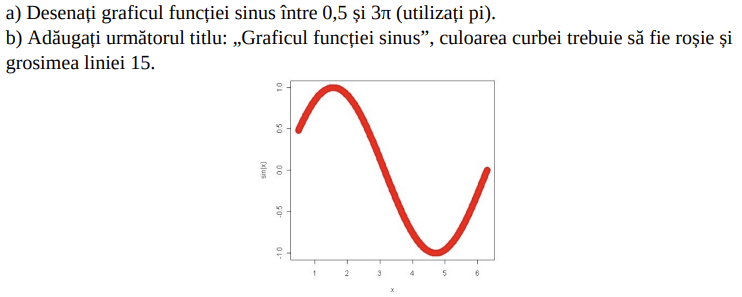 a) Desenați graficul funcției sinus între 0,5 și 3π (utilizați pi).
b) Adăugați următorul titlu: „Graficul funcției sinus”, culoarea curbei trebuie să fie roșie și
grosimea liniei 15.
1.0
0.5
0.0
-0.5
-1.0
sin(x)
1 2 3 4 5 6
x